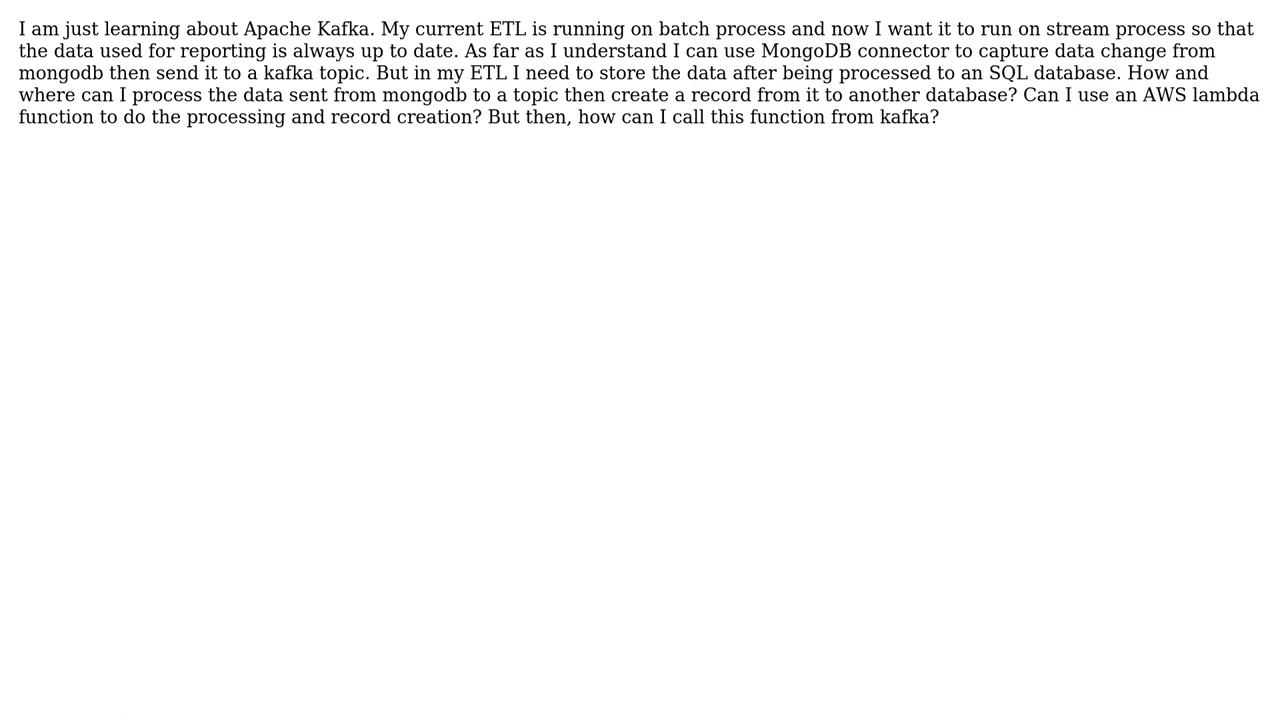 I am just learning about Apache Kafka. My current ETL is running on batch process and now I want it to run on stream process so that
the data used for reporting is always up to date. As far as I understand I can use MongoDB connector to capture data change from
mongodb then send it to a kafka topic. But in my ETL I need to store the data after being processed to an SQL database. How and
where can I process the data sent from mongodb to a topic then create a record from it to another database? Can I use an AWS lambda
function to do the processing and record creation? But then, how can I call this function from kafka?